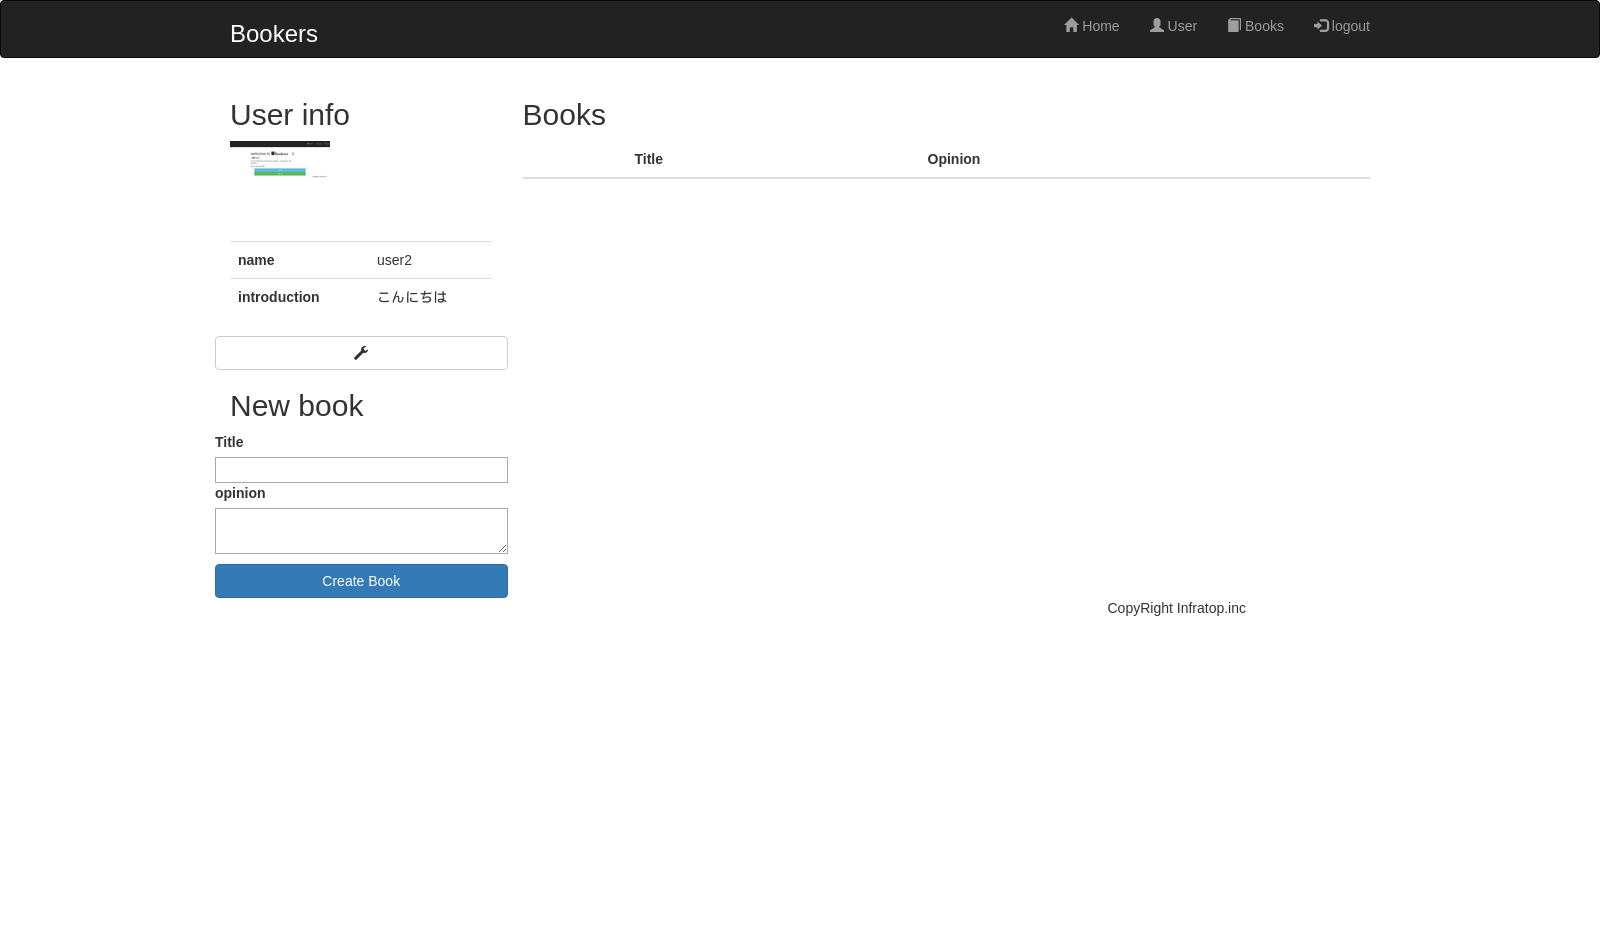 Bookers
Home
User
Books
logout
User info
name
user2
introduction
こんにちは
New book
Title
opinion
Create Book
Books
Title
Opinion
CopyRight Infratop.inc